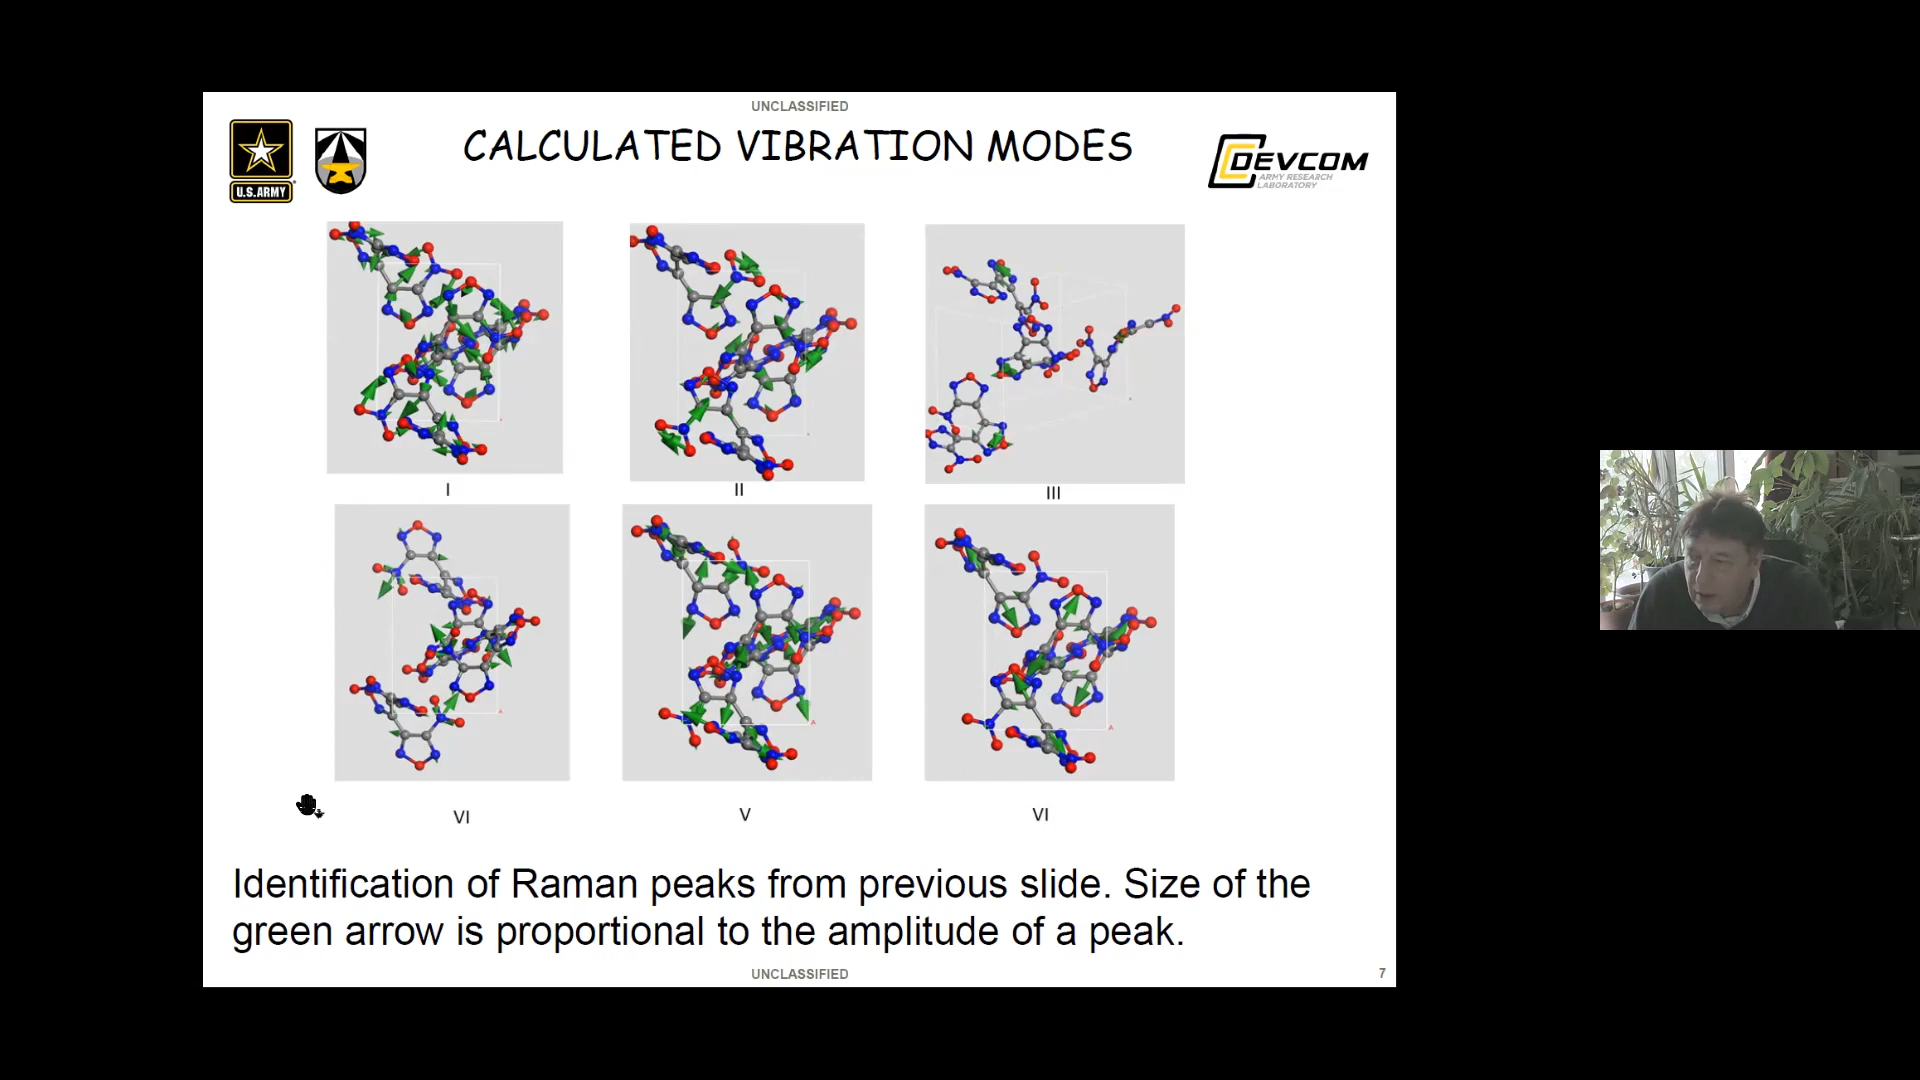 UNCLASSIFIED
CALCULATED VIBRATION MODES
U.S.ARMY
DEVCOM
ARMY RESEARCH
LABORATORY
I
II
III
VI
V
VI
Identification of Raman peaks from previous slide. Size of the
green arrow is proportional to the amplitude of a peak.
UNCLASSIFIED
7